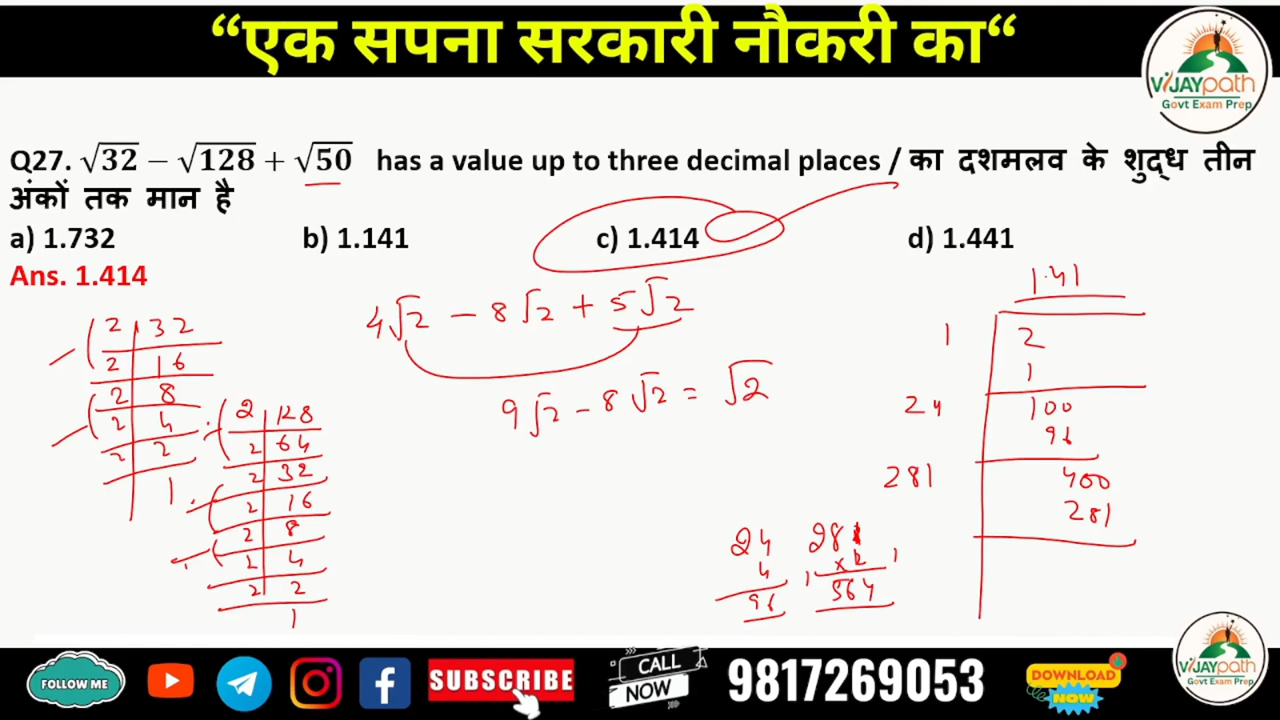 “एक सपना सरकारी नौकरी का“
VIJAYpath
Govt Exam Prep
Q27. √32 − √128 + √50 has a value up to three decimal places / का दशमलव के शुद्ध तीन
अंकों तक मान है
a) 1.732 b) 1.141 c) 1.414 d) 1.441
Ans. 1.414
4√2 − 8√2 + 5√2
9√2 − 8√2 = √2
2 32
2 16
2 8
2 4
2 2
1
2 128
2 64
2 32
2 16
2 8
2 4
2 2
1
1.41
1 2
1
24 100
96
281 400
281
24
4
96
564
VIJAYpath
Govt Exam Prep
FOLLOW ME
SUBSCRIBE
CALL
NOW
9817269053
DOWNLOAD
NOW